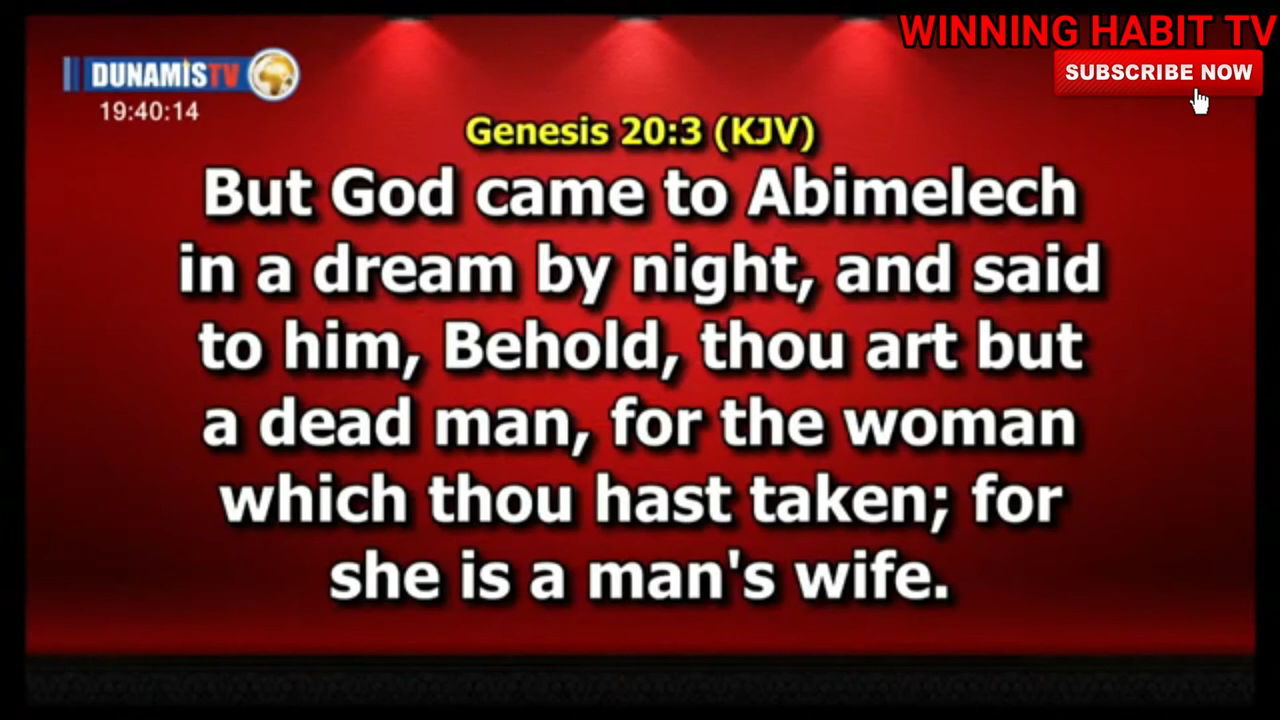 WINNING HABIT TV
DUNAMIS TV
SUBSCRIBE NOW
19:40:14
Genesis 20:3 (KJV)
But God came to Abimelech
in a dream by night, and said
to him, Behold, thou art but
a dead man, for the woman
which thou hast taken; for
she is a man's wife.